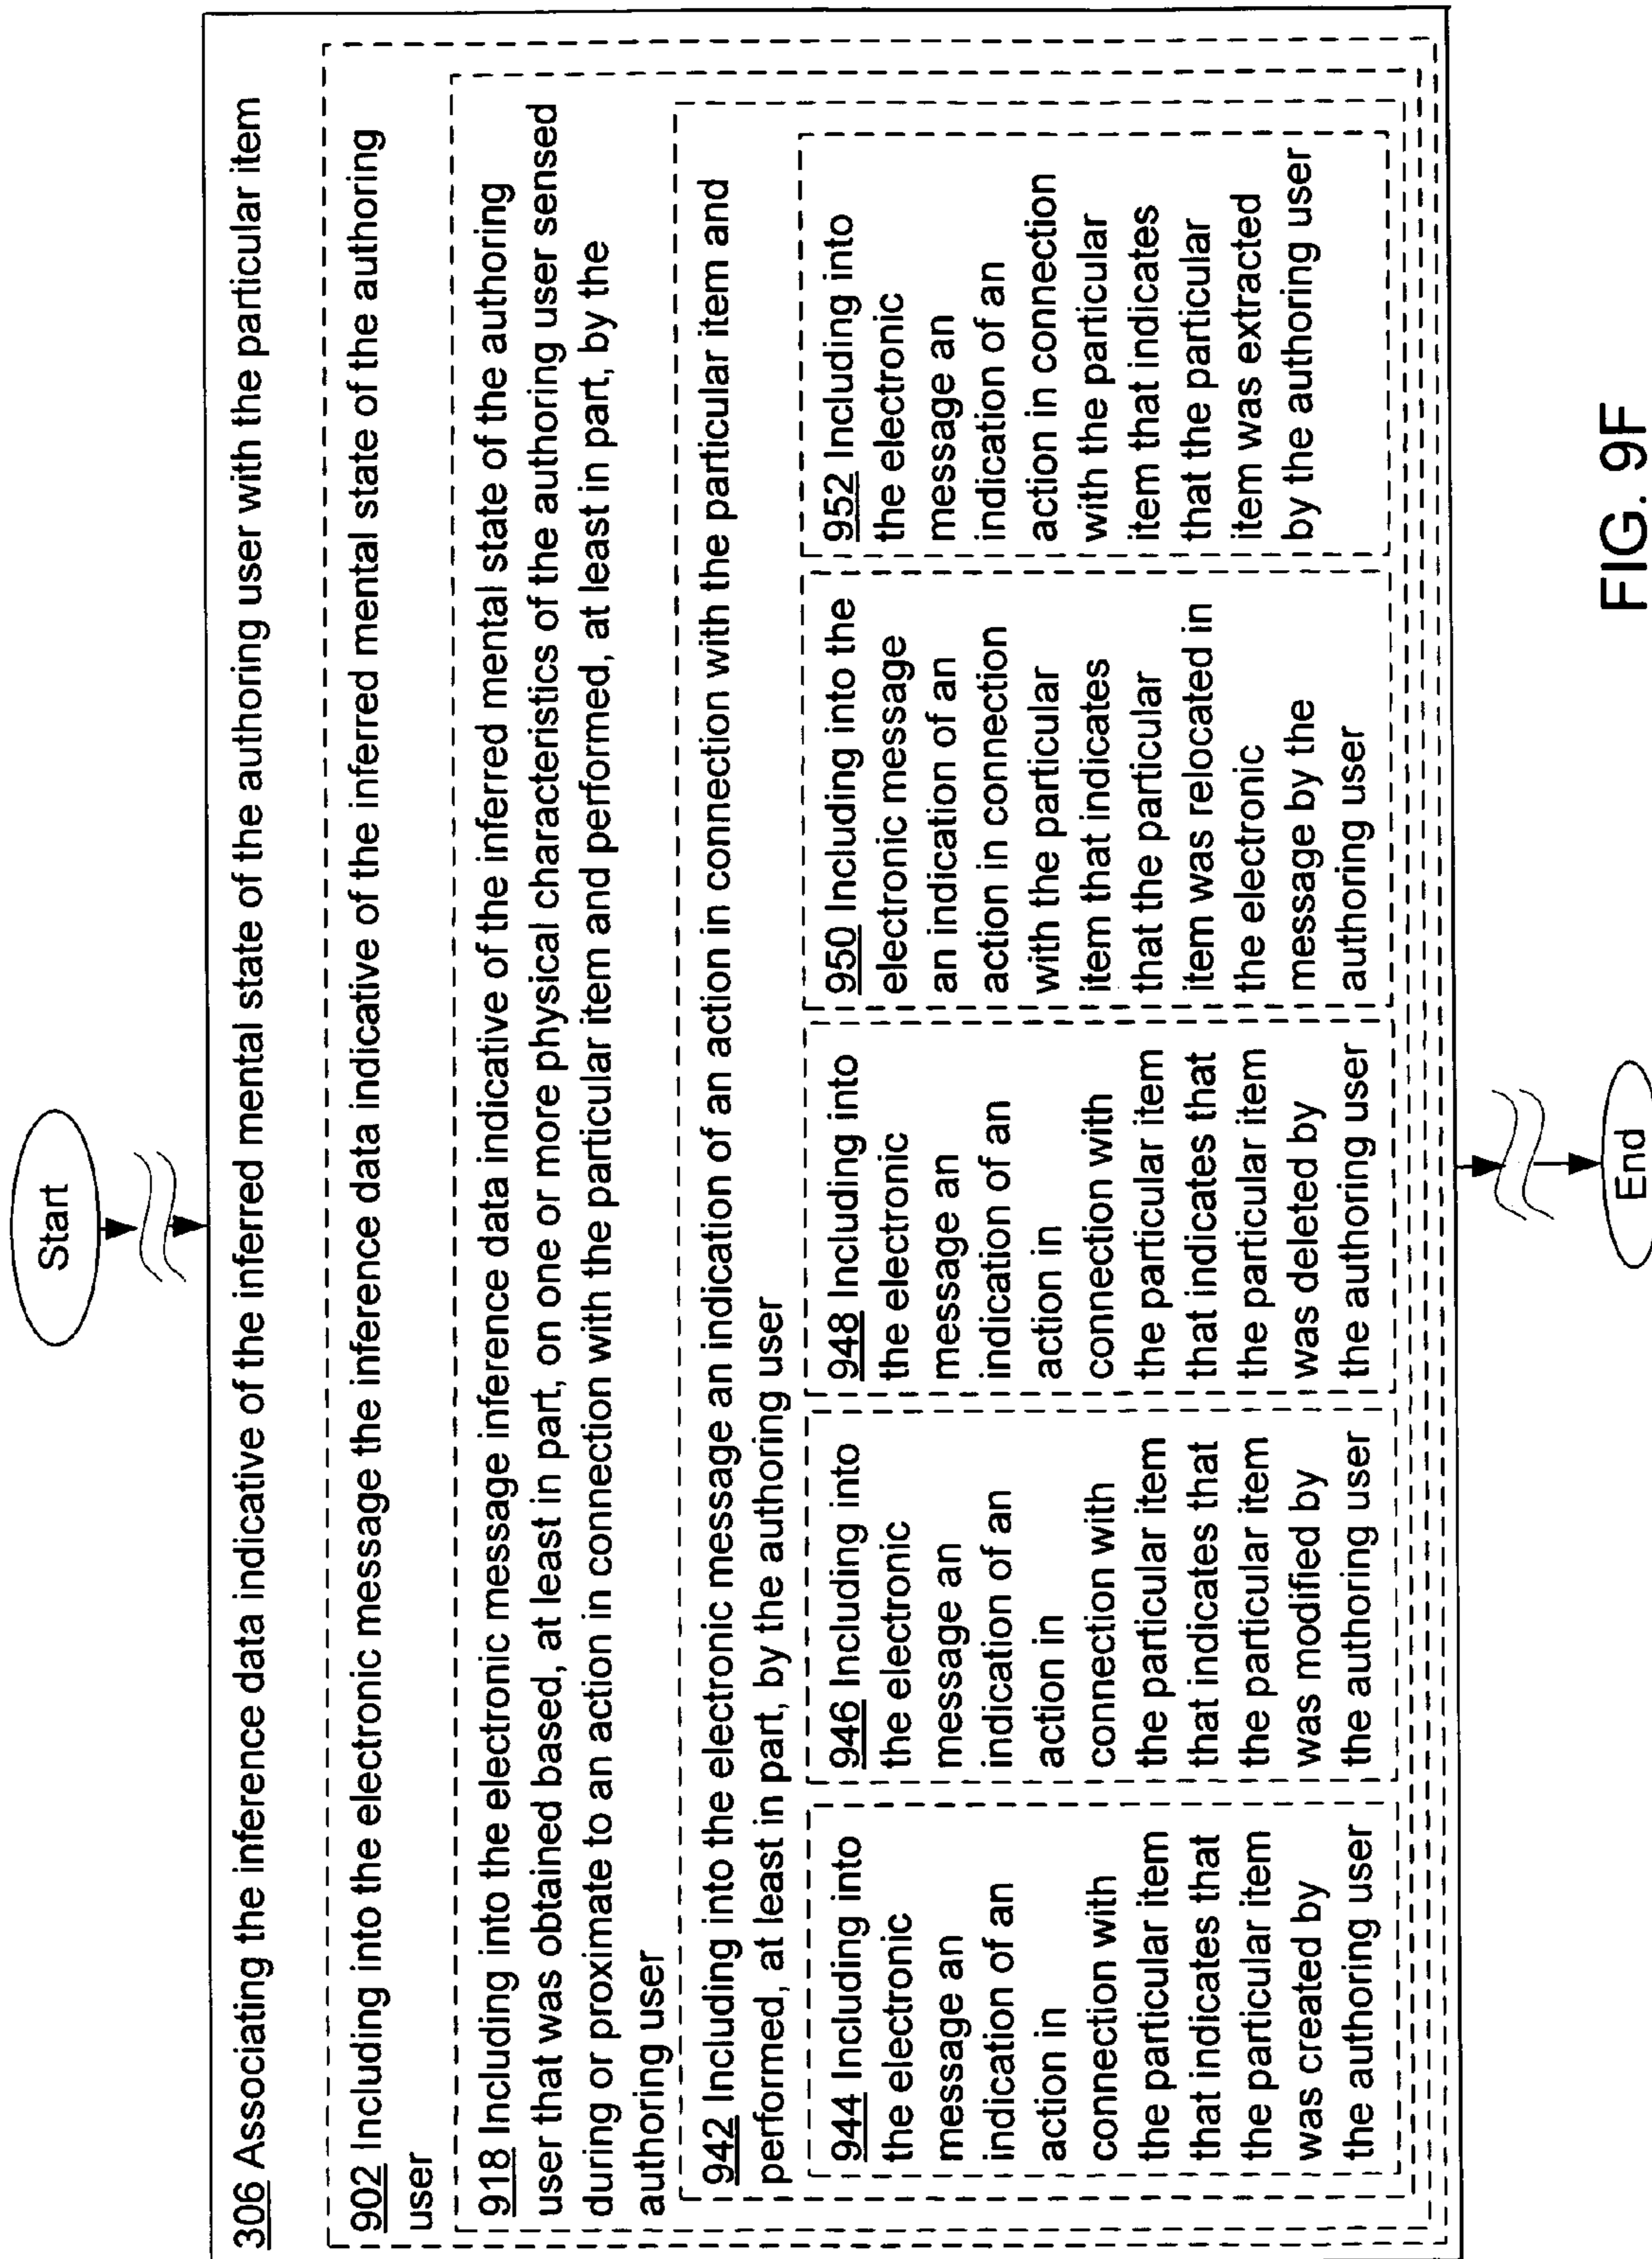 Start
306 Associating the inference data indicative of the inferred mental state of the authoring user with the particular item
902 Including into the electronic message the inference data indicative of the inferred mental state of the authoring
user
918 Including into the electronic message inference data indicative of the inferred mental state of the authoring
user that was obtained based, at least in part, on one or more physical characteristics of the authoring user sensed
during or proximate to an action in connection with the particular item and performed, at least in part, by the
authoring user
942 Including into the electronic message an indication of an action in connection with the particular item and
performed, at least in part, by the authoring user
944 Including into
the electronic
message an
indication of an
action in
connection with
the particular item
that indicates that
the particular item
was created by
the authoring user
946 Including into
the electronic
message an
indication of an
action in
connection with
the particular item
that indicates that
the particular item
was modified by
the authoring user
948 Including into
the electronic
message an
indication of an
action in
connection with
the particular item
that indicates that
the particular item
was deleted by
the authoring user
950 Including into the
electronic message
an indication of an
action in connection
with the particular
item that indicates
that the particular
item was relocated in
the electronic
message by the
authoring user
952 Including into
the electronic
message an
indication of an
action in connection
with the particular
item that indicates
that the particular
item was extracted
by the authoring user
End
FIG. 9F